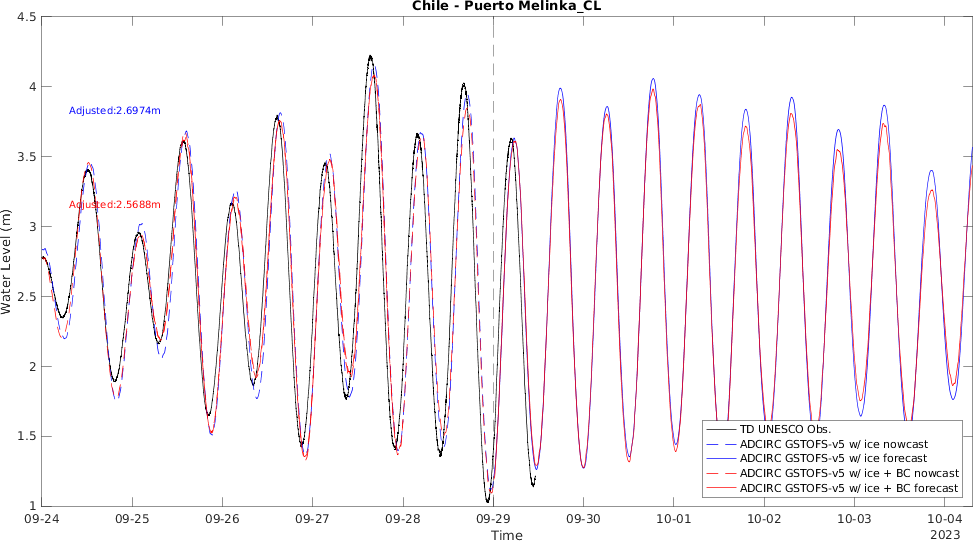 Chile - Puerto Melinka_CL
4.5
4
3.5
3
2.5
2
1.5
1
Water Level (m)
Adjusted:2.6974m
Adjusted:2.5688m
TD UNESCO Obs.
ADCIRC GSTOFS-v5 w/ ice nowcast
ADCIRC GSTOFS-v5 w/ ice forecast
ADCIRC GSTOFS-v5 w/ ice + BC nowcast
ADCIRC GSTOFS-v5 w/ ice + BC forecast
09-24 09-25 09-26 09-27 09-28 09-29 09-30 10-01 10-02 10-03 10-04
Time
2023